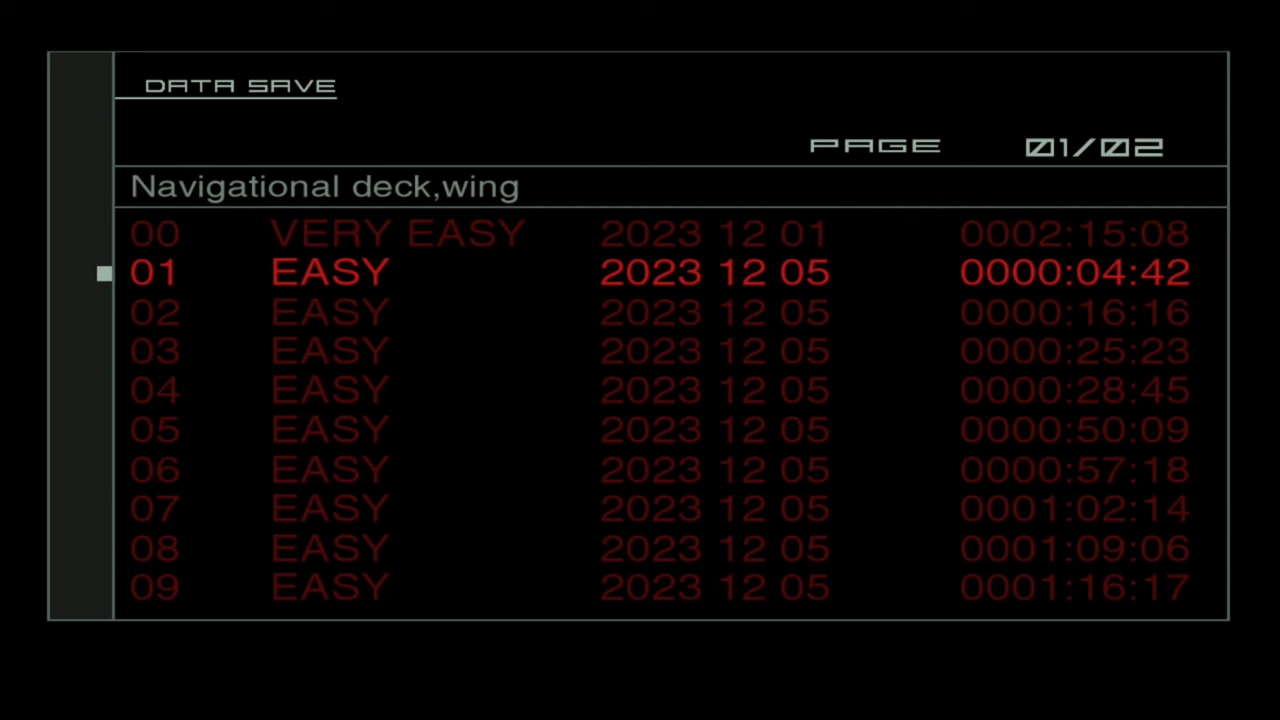 DATA SAVE
PAGE 01/02
Navigational deck,wing
00 VERY EASY 2023 12 01 0002:15:08
01 EASY 2023 12 05 0000:04:42
02 EASY 2023 12 05 0000:16:16
03 EASY 2023 12 05 0000:25:23
04 EASY 2023 12 05 0000:28:45
05 EASY 2023 12 05 0000:50:09
06 EASY 2023 12 05 0000:57:18
07 EASY 2023 12 05 0001:02:14
08 EASY 2023 12 05 0001:09:06
09 EASY 2023 12 05 0001:16:17